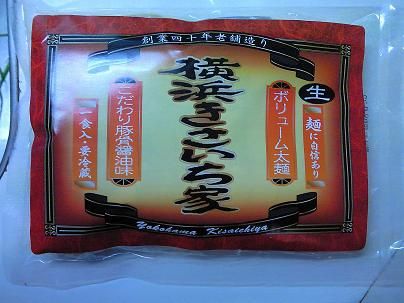 創業四十年老舗造り
生
麺に自信あり
ボリューム太麺
横浜きさいち家
こだわり豚骨醤油味
一食入・要冷蔵
Yokohama Kisaichiya